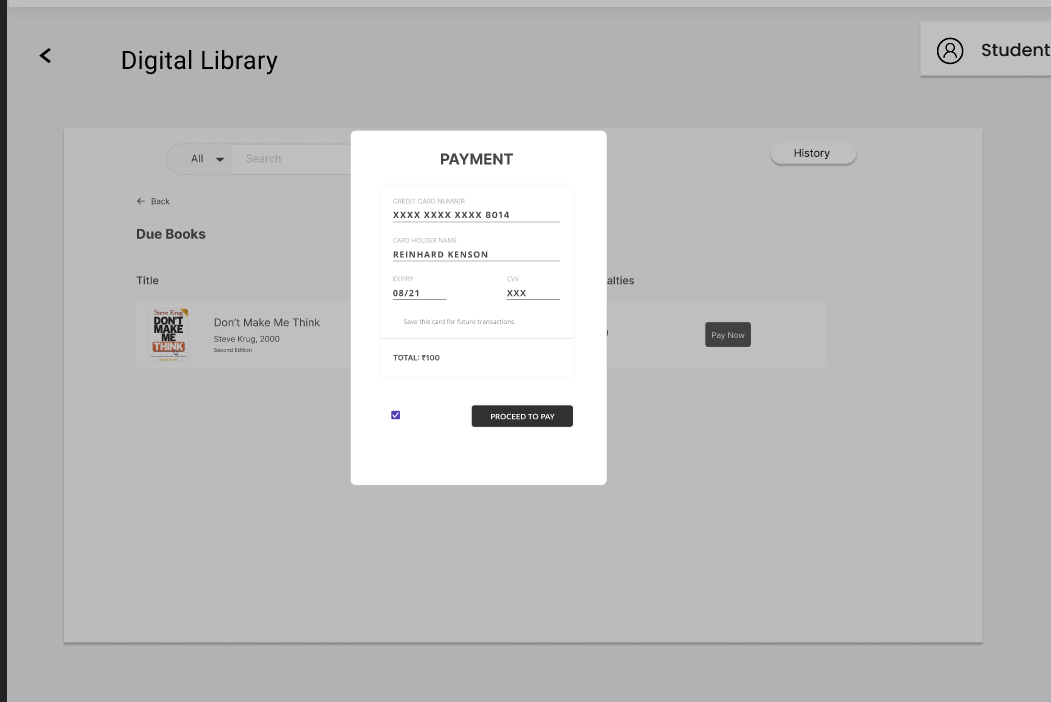 Digital Library
Student
All
Search
History
Back
Due Books
Title
alties
Steve Krug
DON'T
MAKE
ME
THINK
Don't Make Me Think
Steve Krug, 2000
Second Edition
)
Pay Now
PAYMENT
CREDIT CARD NUMBER
XXXX XXXX XXXX 8014
CARD HOLDER NAME
REINHARD KENSON
EXPIRY
CVV
08/21
XXX
Save this card for future transactions
TOTAL: ₹100
PROCEED TO PAY